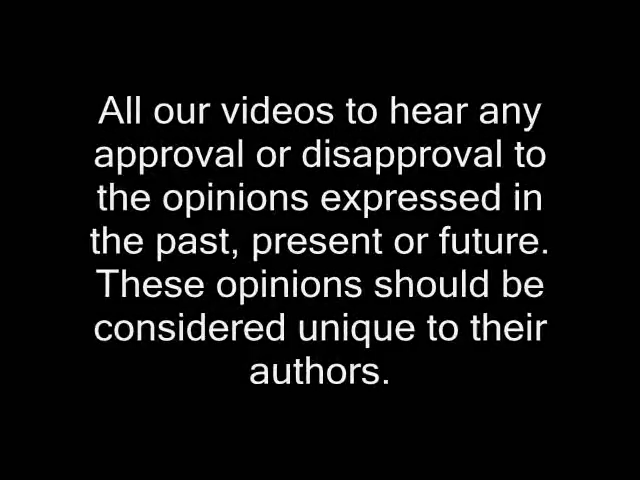 All our videos to hear any
approval or disapproval to
the opinions expressed in
the past, present or future.
These opinions should be
considered unique to their
authors.